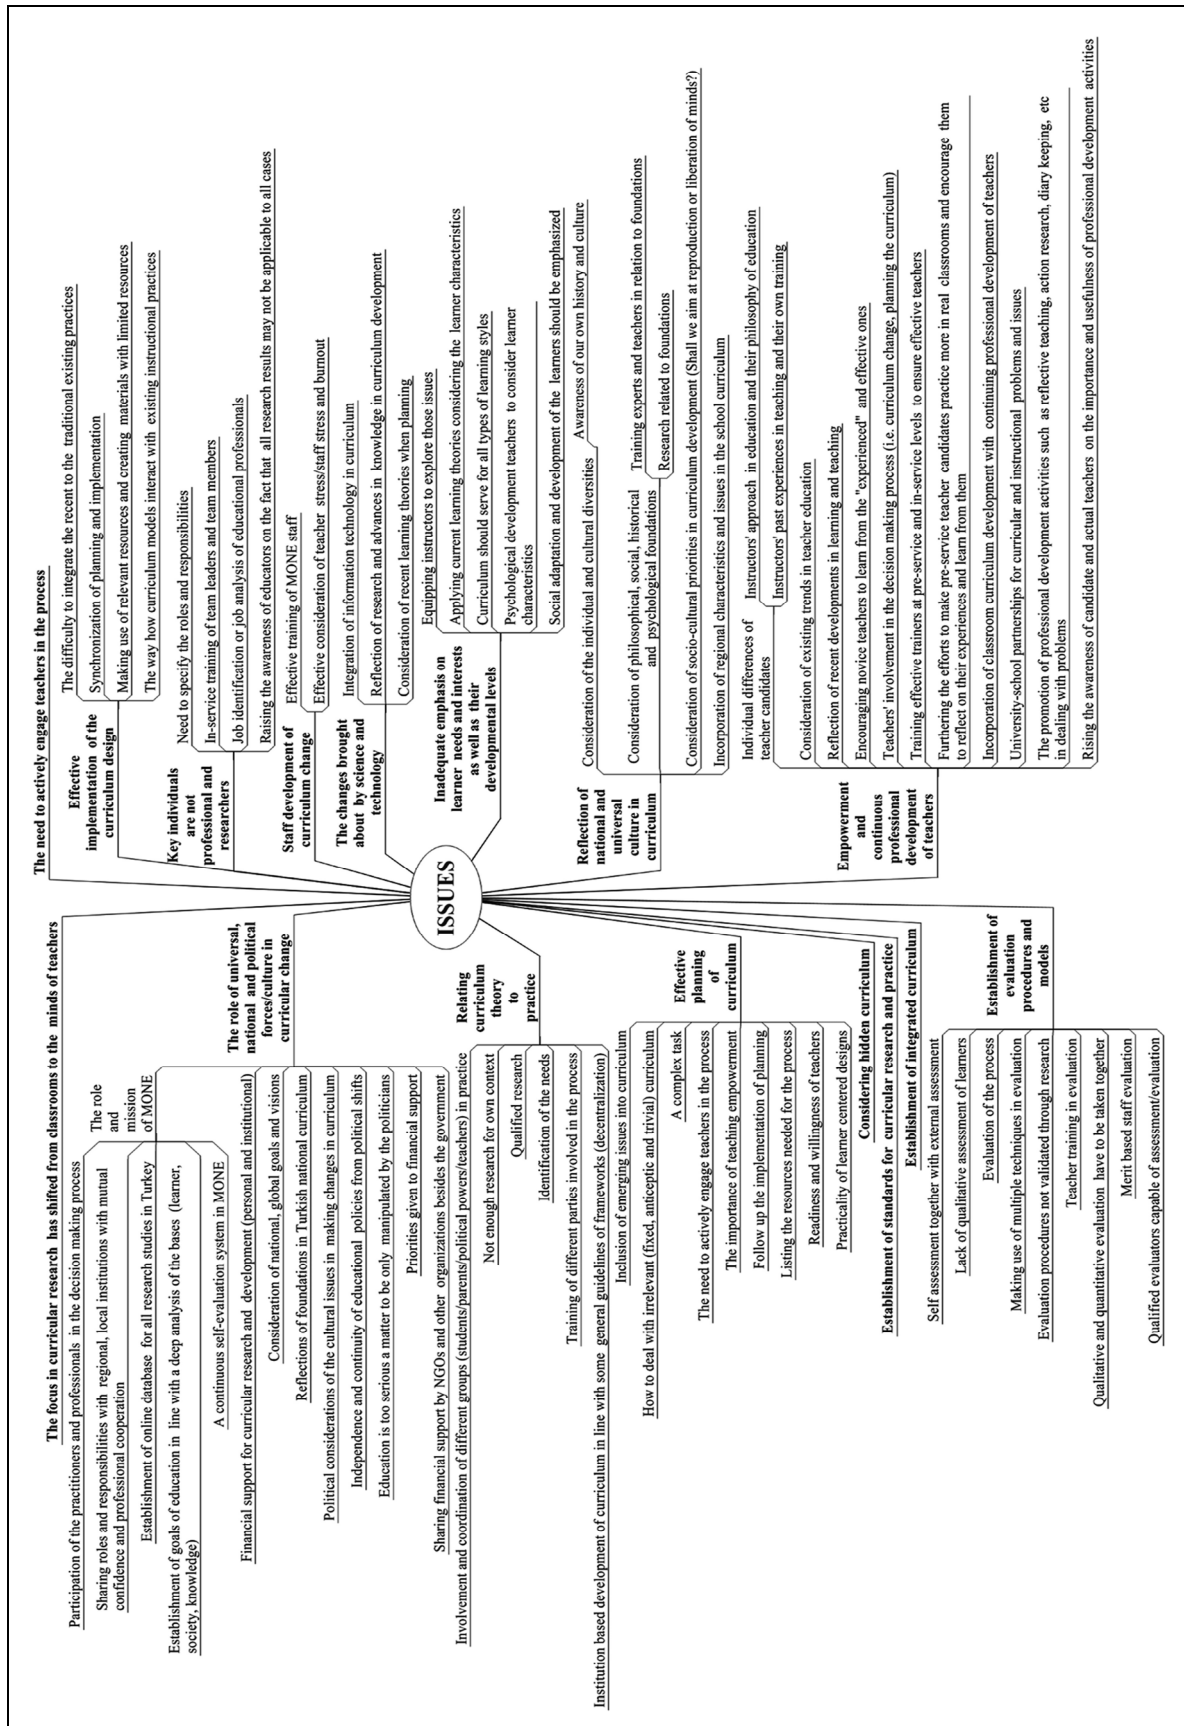 The need to actively engage teachers in the process
Effective
implementation of the
curriculum design
The difficulty to integrate the recent to the traditional existing practices
Synchronization of planning and implementation
Making use of relevant resources and creating materials with limited resources
The way how curriculum models interact with existing instructional practices
Key individuals
are not
professional and
researchers
Need to specify the roles and responsibilities
In-service training of team leaders and team members
Job identification or job analysis of educational professionals
Raising the awareness of educators on the fact that all research results may not be applicable to all cases
Staff development of
curriculum change
Effective training of MONE staff
Effective consideration of teacher stress/staff stress and burnout
The changes brought
about by science and
technology
Integration of information technology in curriculum
Reflection of research and advances in knowledge in curriculum development
Consideration of recent learning theories when planning
Inadequate emphasis on
learner needs and interests
as well as their
developmental levels
Equipping instructors to explore those issues
Applying current learning theories considering the learner characteristics
Curriculum should serve for all types of learning styles
Psychological development teachers to consider learner
characteristics
Social adaptation and development of the learners should be emphasized
Reflection of
national and
universal
culture in
curriculum
Consideration of the individual and cultural diversities
Awareness of our own history and culture
Consideration of philosophical, social, historical
and psychological foundations
Training experts and teachers in relation to foundations
Research related to foundations
Consideration of socio-cultural priorities in curriculum development (Shall we aim at reproduction or liberation of minds?)
Incorporation of regional characteristics and issues in the school curriculum
Empowerment
and
continuous
professional
development
of teachers
Individual differences of
teacher candidates
Instructors' approach in education and their philosophy of education
Instructors' past experiences in teaching and their own training
Consideration of existing trends in teacher education
Reflection of recent developments in learning and teaching
Encouraging novice teachers to learn from the "experienced" and effective ones
Teachers' involvement in the decision making process (i.e. curriculum change, planning the curriculum)
Training effective trainers at pre-service and in-service levels to ensure effective teachers
Furthering the efforts to make pre-service teacher candidates practice more in real classrooms and encourage them
to reflect on their experiences and learn from them
Incorporation of classroom curriculum development with continuing professional development of teachers
University-school partnerships for curricular and instructional problems and issues
The promotion of professional development activities such as reflective teaching, action research, diary keeping, etc
in dealing with problems
Rising the awareness of candidate and actual teachers on the importance and usefulness of professional development activities
ISSUES
The focus in curricular research has shifted from classrooms to the minds of teachers
The role of universal,
national and political
forces/culture in
curricular change
The role
and
mission
of MONE
Participation of the practitioners and professionals in the decision making process
Sharing roles and responsibilities with regional, local institutions with mutual
confidence and professional cooperation
Establishment of online database for all research studies in Turkey
Establishment of goals of education in line with a deep analysis of the bases (learner,
society, knowledge)
A continuous self-evaluation system in MONE
Financial support for curricular research and development (personal and institutional)
Consideration of national, global goals and visions
Reflections of foundations in Turkish national curriculum
Political considerations of the cultural issues in making changes in curriculum
Independence and continuity of educational policies from political shifts
Education is too serious a matter to be only manipulated by the politicians
Priorities given to financial support
Sharing financial support by NGOs and other organizations besides the government
Relating
curriculum
theory
to
practice
Involvement and coordination of different groups (students/parents/political powers/teachers) in practice
Not enough research for own context
Qualified research
Identification of the needs
Training of different parties involved in the process
Institution based development of curriculum in line with some general guidelines of frameworks (decentralization)
Effective
planning
of
curriculum
Inclusion of emerging issues into curriculum
How to deal with irrelevant (fixed, anticeptic and trivial) curriculum
A complex task
The need to actively engage teachers in the process
The importance of teaching empowerment
Follow up the implementation of planning
Listing the resources needed for the process
Readiness and willingness of teachers
Practicality of learner centered designs
Considering hidden curriculum
Establishment of standards for curricular research and practice
Establishment of integrated curriculum
Establishment of
evaluation
procedures and
models
Self assessment together with external assessment
Lack of qualitative assessment of learners
Evaluation of the process
Making use of multiple techniques in evaluation
Evaluation procedures not validated through research
Teacher training in evaluation
Qualitative and quantitative evaluation have to be taken together
Merit based staff evaluation
Qualified evaluators capable of assessment/evaluation